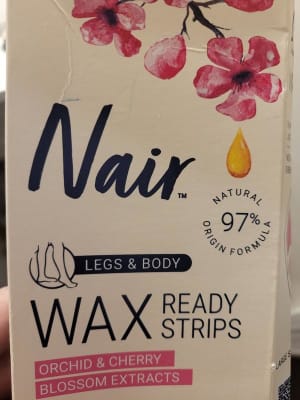 Nair™
NATURAL
97%
ORIGIN FORMULA
LEGS & BODY
WAX READY
STRIPS
ORCHID & CHERRY
BLOSSOM EXTRACTS